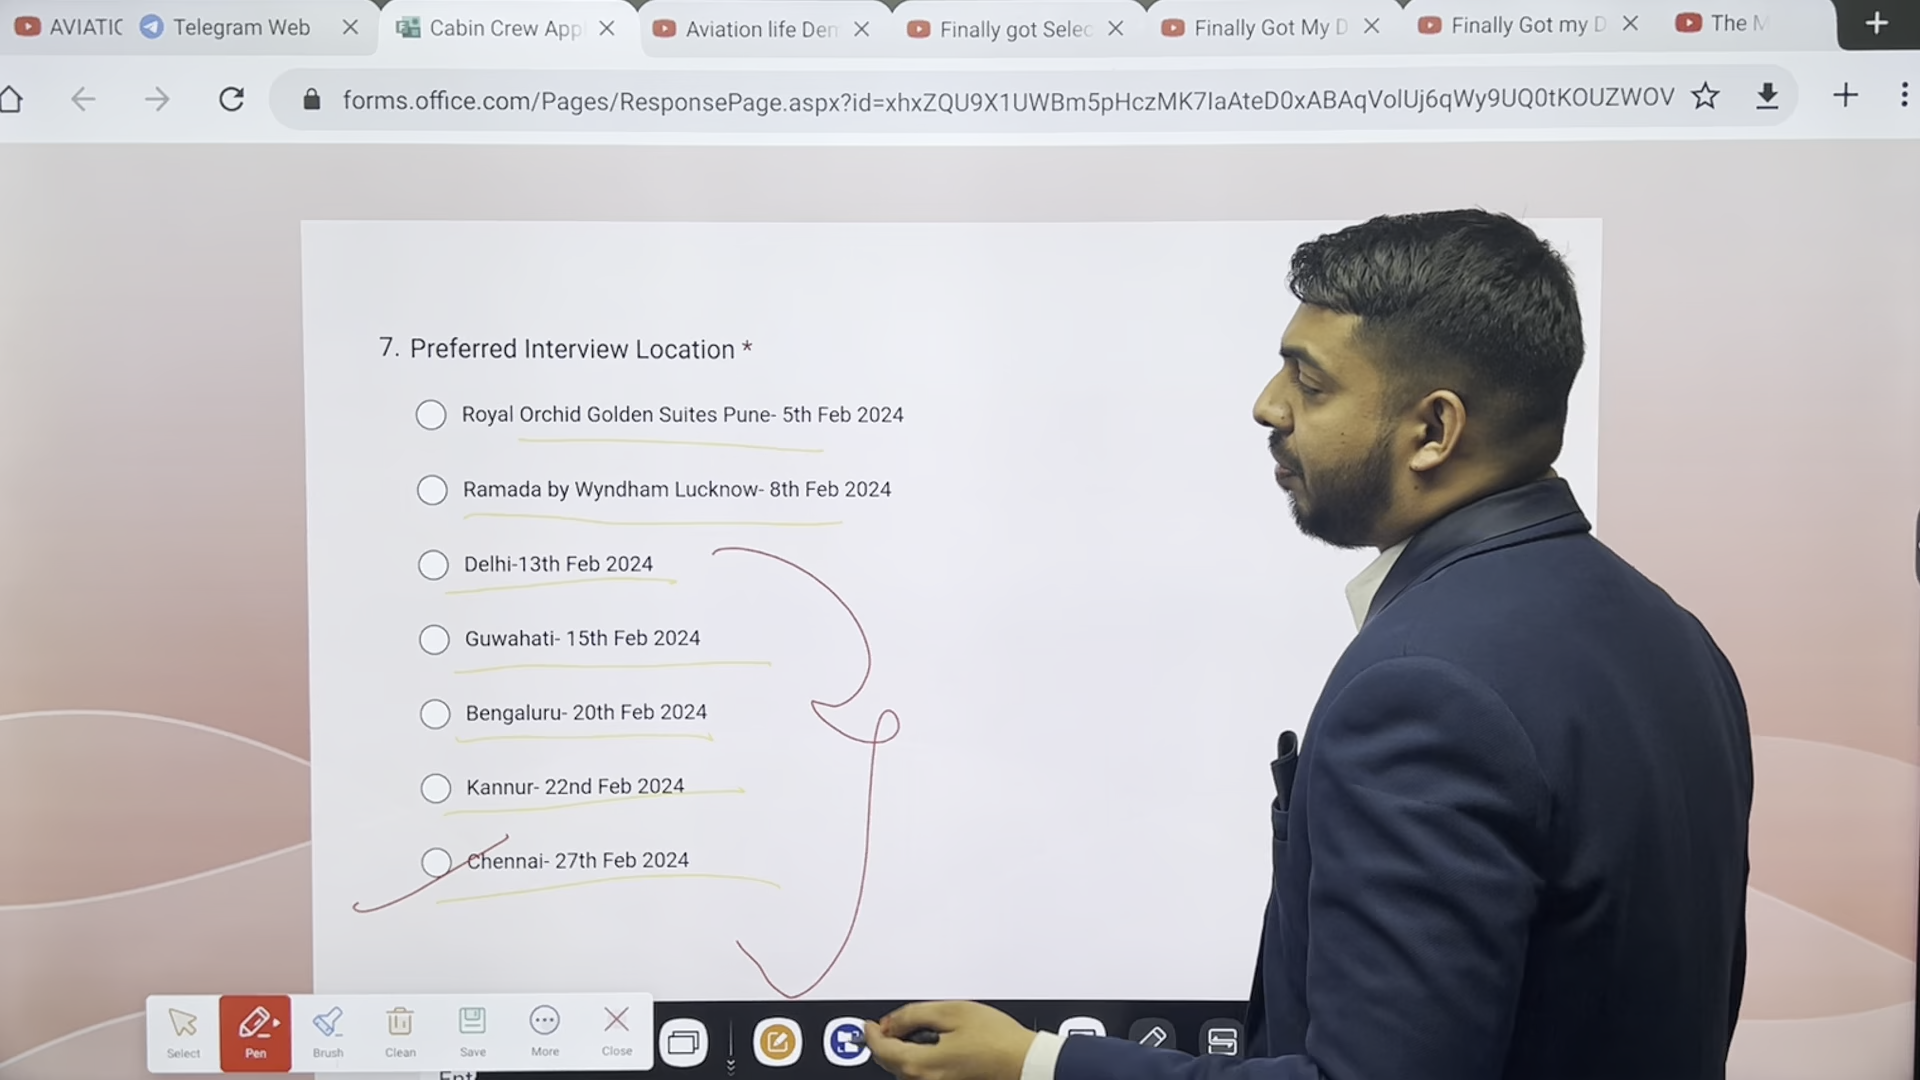 AVIATIC
Telegram Web
Cabin Crew App
Aviation life Den
Finally got Selec
Finally Got My D
Finally Got my D
The M
forms.office.com/Pages/ResponsePage.aspx?id=xhxZQU9X1UWBm5pHczMK7IaAteD0xABAqVolUj6qWy9UQ0tKOUZWOV
7. Preferred Interview Location *
Royal Orchid Golden Suites Pune- 5th Feb 2024
Ramada by Wyndham Lucknow- 8th Feb 2024
Delhi-13th Feb 2024
Guwahati- 15th Feb 2024
Bengaluru- 20th Feb 2024
Kannur- 22nd Feb 2024
Chennai- 27th Feb 2024
Select
Pen
Brush
Clean
Save
More
Close